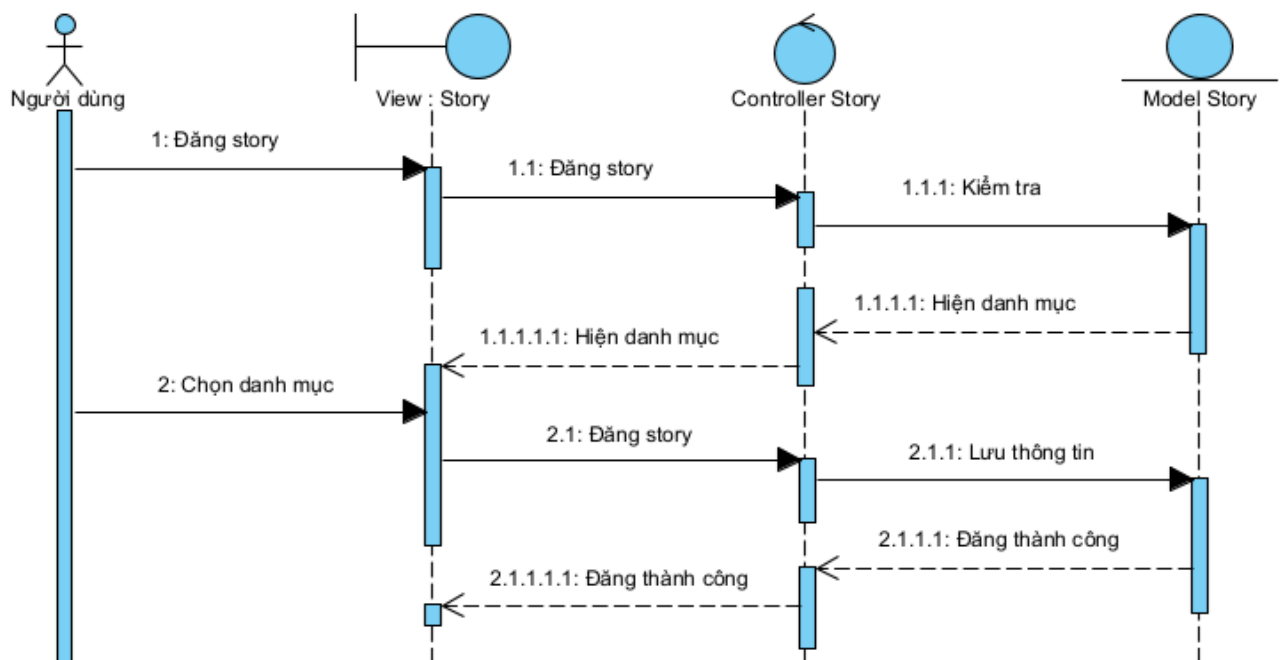 Người dùng
View : Story
Controller Story
Model Story
1: Đăng story
1.1: Đăng story
1.1.1: Kiểm tra
1.1.1.1: Hiện danh mục
1.1.1.1.1: Hiện danh mục
2: Chọn danh mục
2.1: Đăng story
2.1.1: Lưu thông tin
2.1.1.1: Đăng thành công
2.1.1.1.1: Đăng thành công